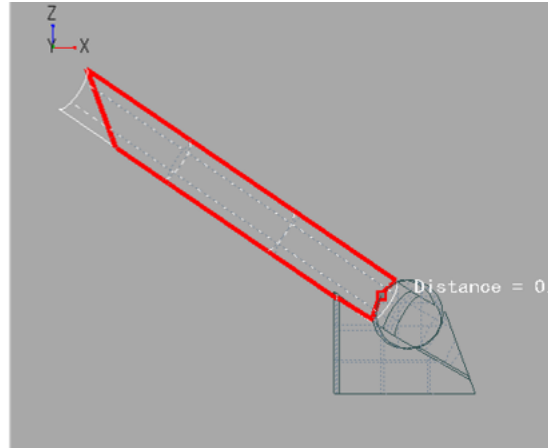 Z
Y X
Distance = 0.